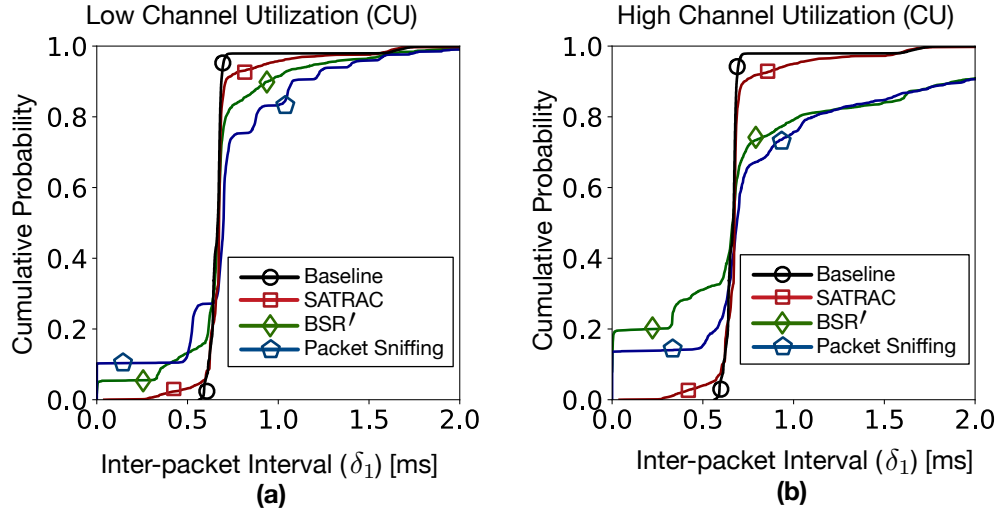 Low Channel Utilization (CU)
Cumulative Probability
1.0
0.8
0.6
0.4
0.2
0.0
Baseline
SATRAC
BSR′
Packet Sniffing
0.0 0.5 1.0 1.5 2.0
Inter-packet Interval (δ₁) [ms]
(a)
High Channel Utilization (CU)
Cumulative Probability
1.0
0.8
0.6
0.4
0.2
0.0
Baseline
SATRAC
BSR′
Packet Sniffing
0.0 0.5 1.0 1.5 2.0
Inter-packet Interval (δ₁) [ms]
(b)